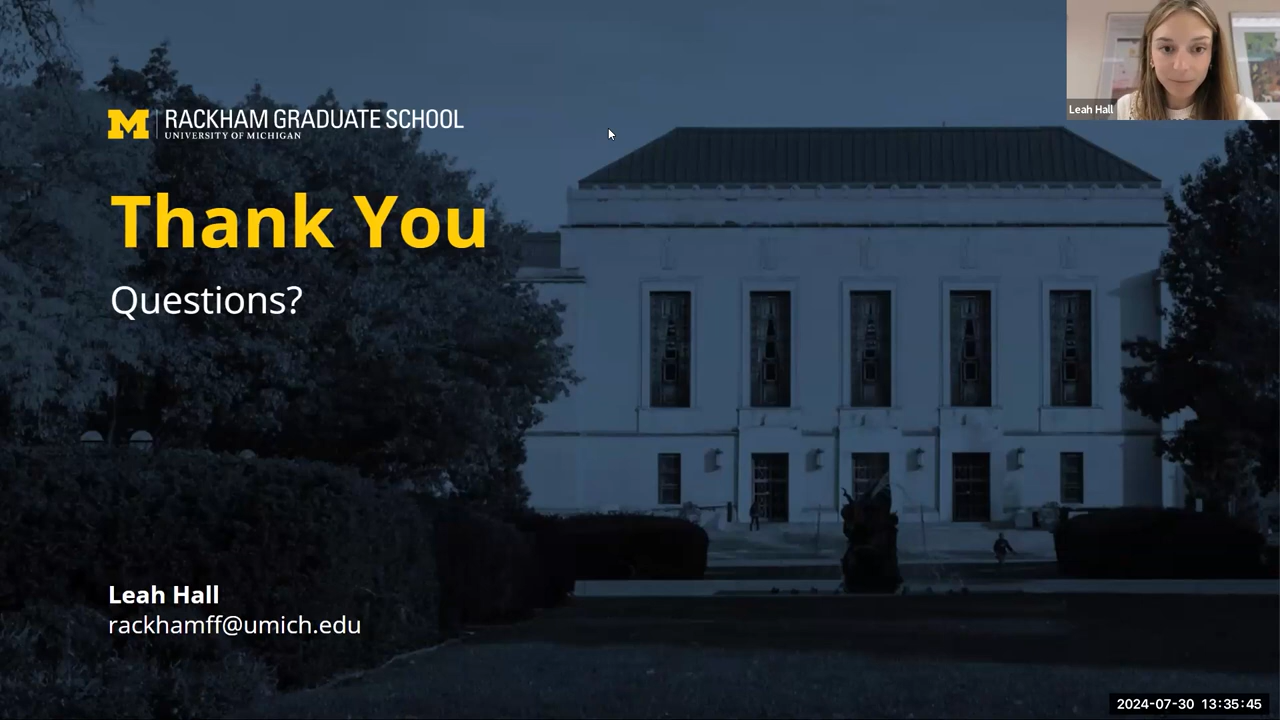 M RACKHAM GRADUATE SCHOOL
UNIVERSITY OF MICHIGAN
Thank You
Questions?
Leah Hall
rackhamff@umich.edu
Leah Hall
2024-07-30 13:35:45